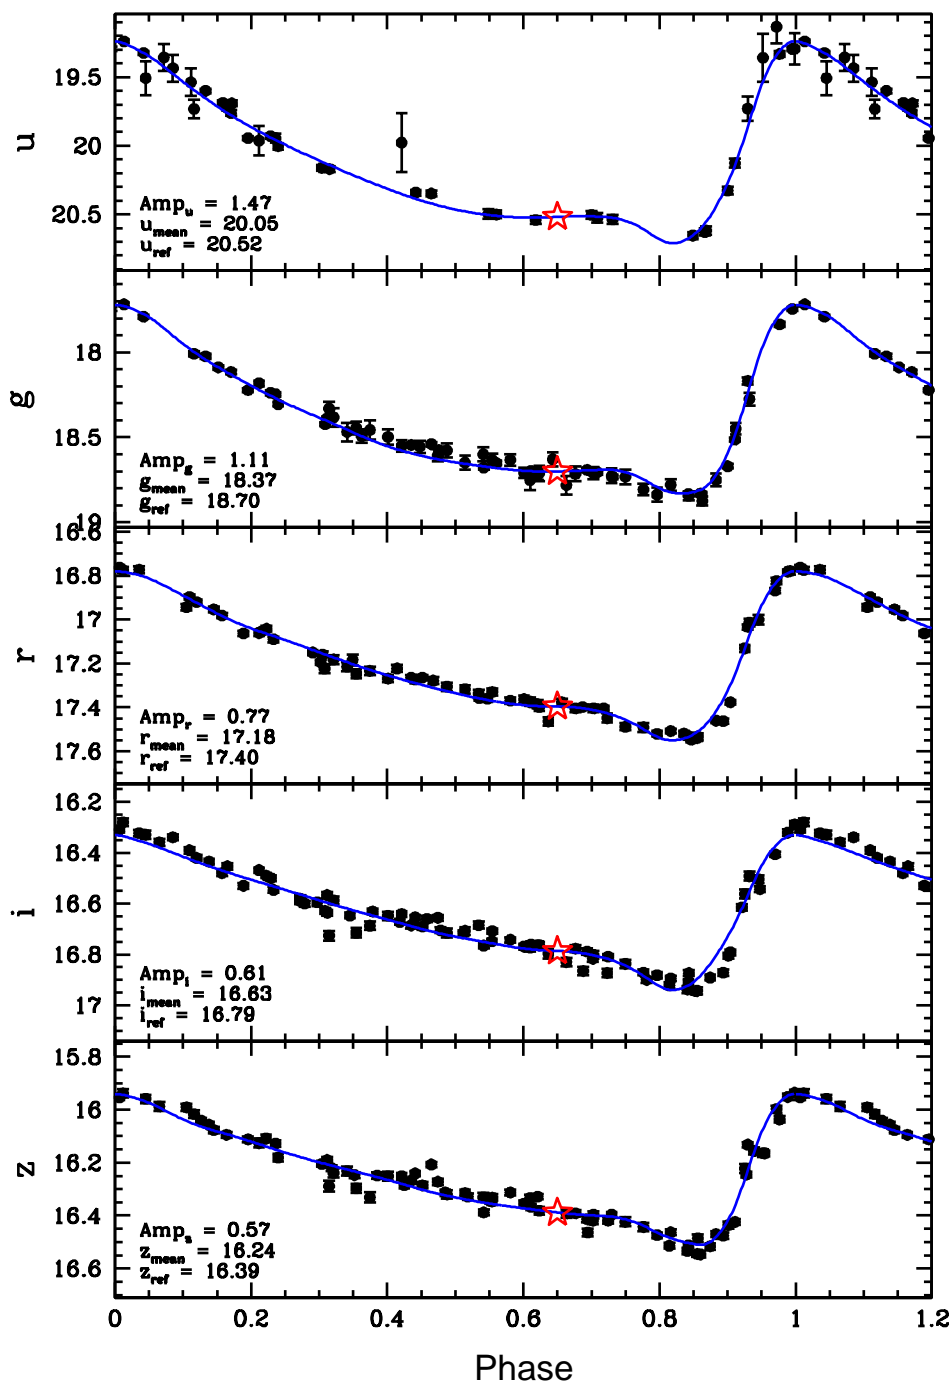 19.5
20
20.5
u
Amp_u = 1.47
u_mean = 20.05
u_ref = 20.52
18
18.5
19
g
Amp_g = 1.11
g_mean = 18.37
g_ref = 18.70
16.6
16.8
17
17.2
17.4
17.6
r
Amp_r = 0.77
r_mean = 17.18
r_ref = 17.40
16.2
16.4
16.6
16.8
17
i
Amp_i = 0.61
i_mean = 16.63
i_ref = 16.79
15.8
16
16.2
16.4
16.6
z
Amp_z = 0.57
z_mean = 16.24
z_ref = 16.39
0 0.2 0.4 0.6 0.8 1 1.2
Phase